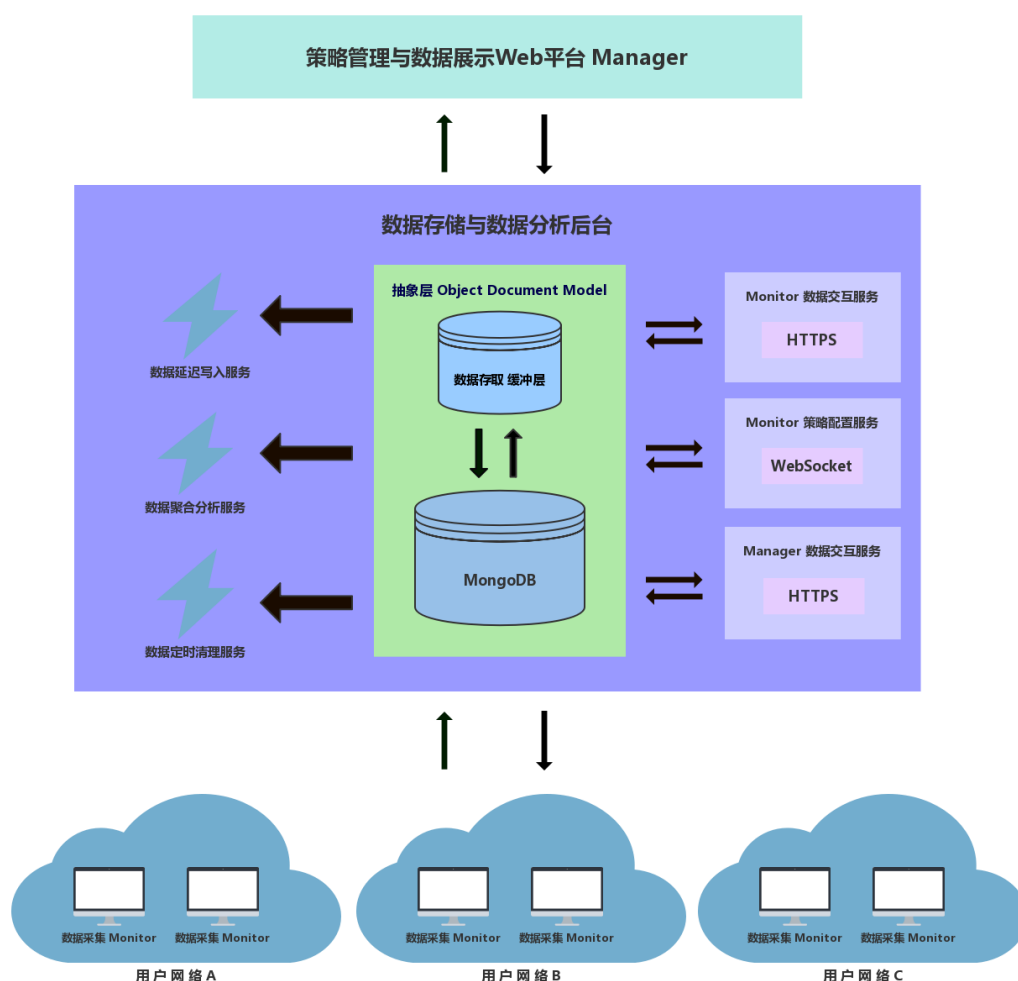 策略管理与数据展示Web平台 Manager
数据存储与数据分析后台
抽象层 Object Document Model
数据存取 缓冲层
MongoDB
数据延迟写入服务
数据聚合分析服务
数据定时清理服务
Monitor 数据交互服务
HTTPS
Monitor 策略配置服务
WebSocket
Manager 数据交互服务
HTTPS
数据采集 Monitor
数据采集 Monitor
用 户 网 络 A
数据采集 Monitor
数据采集 Monitor
用 户 网 络 B
数据采集 Monitor
数据采集 Monitor
用 户 网 络 C